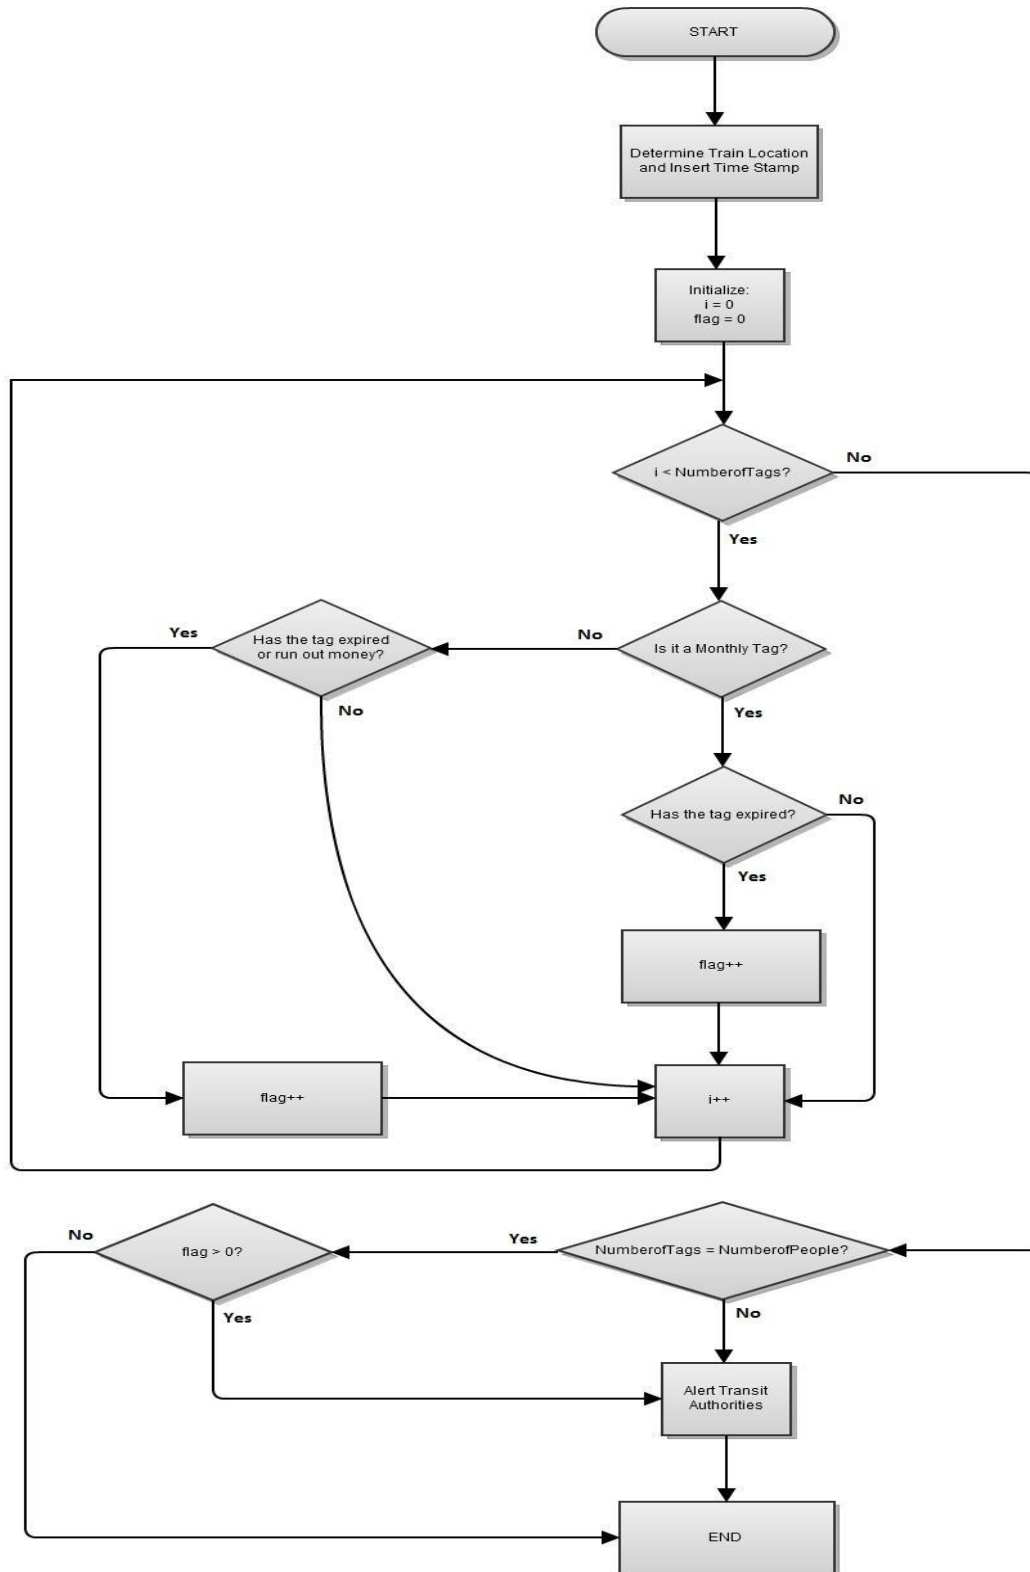 START
Determine Train Location
and Insert Time Stamp
Initialize:
i = 0
flag = 0
i < NumberofTags?
No
Yes
Is it a Monthly Tag?
No
Yes
Has the tag expired
or run out money?
Yes
No
Has the tag expired?
No
Yes
flag++
flag++
i++
NumberofTags = NumberofPeople?
Yes
No
flag > 0?
No
Yes
Alert Transit
Authorities
END